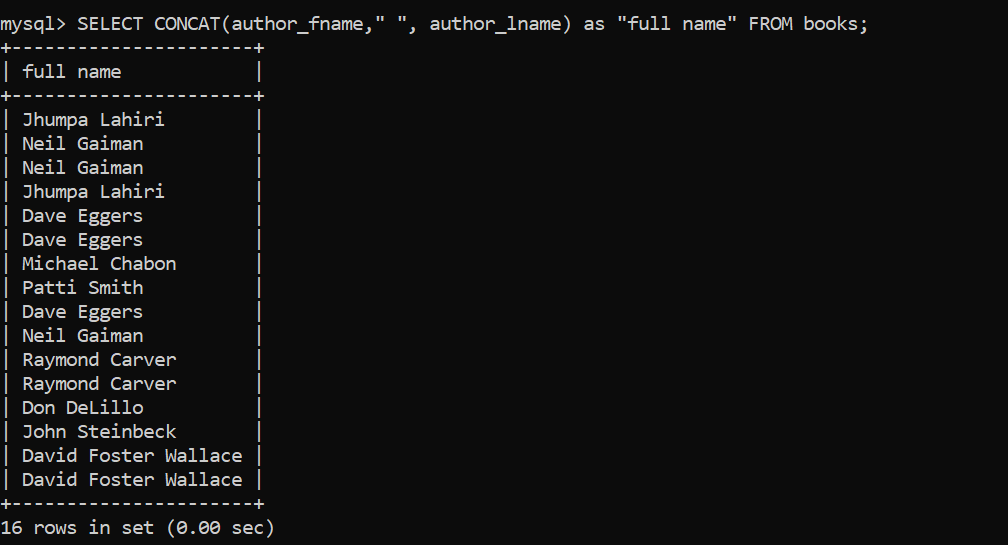 mysql> SELECT CONCAT(author_fname," ", author_lname) as "full name" FROM books;
+----------------------+
| full name            |
+----------------------+
| Jhumpa Lahiri        |
| Neil Gaiman          |
| Neil Gaiman          |
| Jhumpa Lahiri        |
| Dave Eggers          |
| Dave Eggers          |
| Michael Chabon       |
| Patti Smith          |
| Dave Eggers          |
| Neil Gaiman          |
| Raymond Carver       |
| Raymond Carver       |
| Don DeLillo          |
| John Steinbeck       |
| David Foster Wallace |
| David Foster Wallace |
+----------------------+
16 rows in set (0.00 sec)